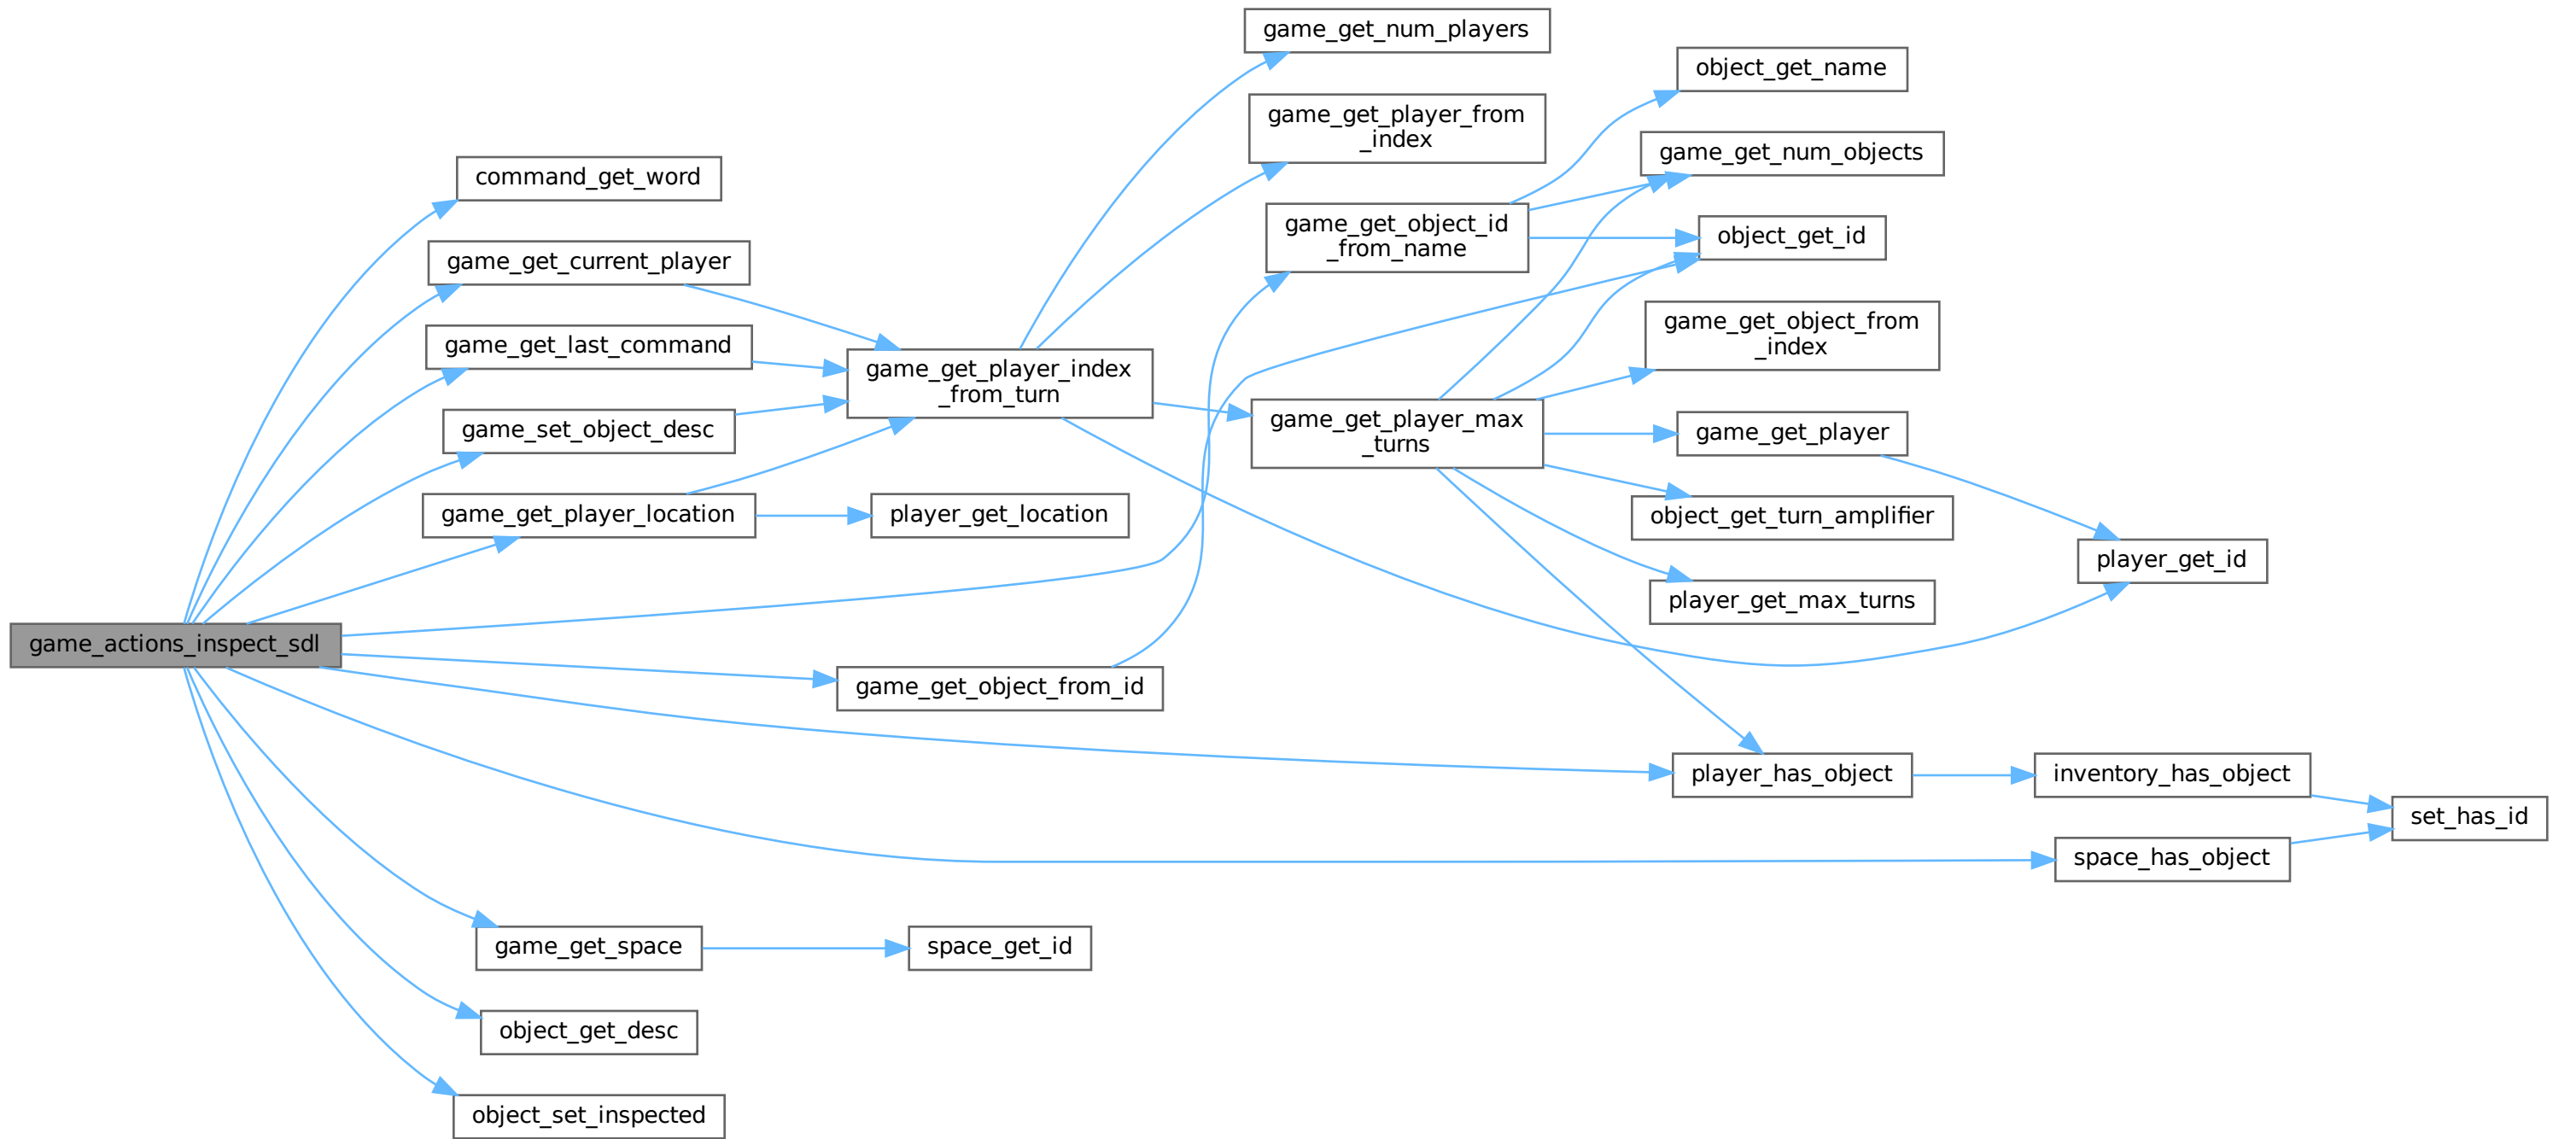 game_get_num_players
object_get_name
game_get_player_from
_index
game_get_num_objects
command_get_word
game_get_object_id
_from_name
object_get_id
game_get_current_player
game_get_object_from
_index
game_get_last_command
game_get_player_index
_from_turn
game_get_player_max
_turns
game_get_player
game_set_object_desc
game_get_player_location
player_get_location
object_get_turn_amplifier
player_get_id
player_get_max_turns
game_actions_inspect_sdl
game_get_object_from_id
player_has_object
inventory_has_object
set_has_id
space_has_object
game_get_space
space_get_id
object_get_desc
object_set_inspected